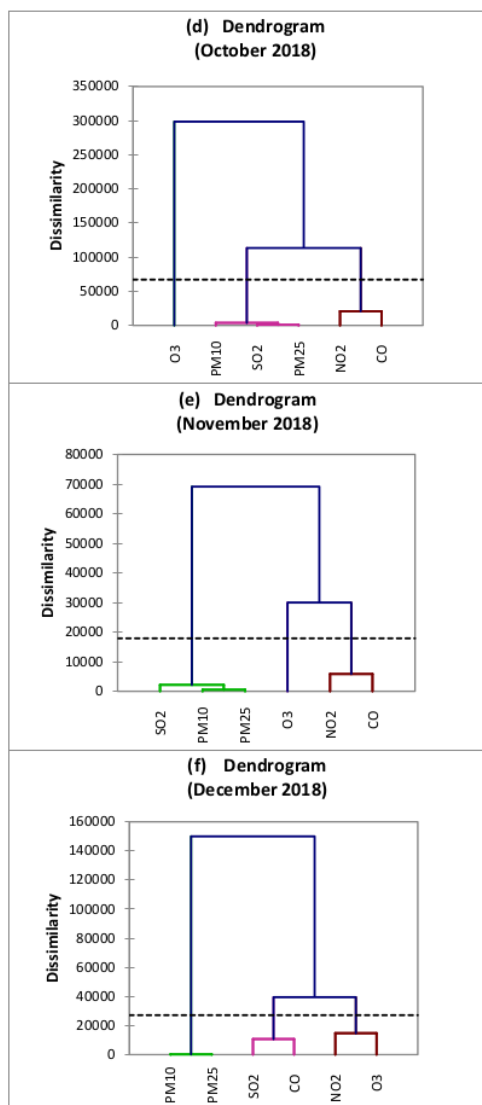 (d) Dendrogram
(October 2018)
350000
300000
250000
200000
150000
100000
50000
0
Dissimilarity
O3
PM10
SO2
PM25
NO2
CO
(e) Dendrogram
(November 2018)
80000
70000
60000
50000
40000
30000
20000
10000
0
Dissimilarity
SO2
PM10
PM25
O3
NO2
CO
(f) Dendrogram
(December 2018)
160000
140000
120000
100000
80000
60000
40000
20000
0
Dissimilarity
PM10
PM25
SO2
CO
NO2
O3